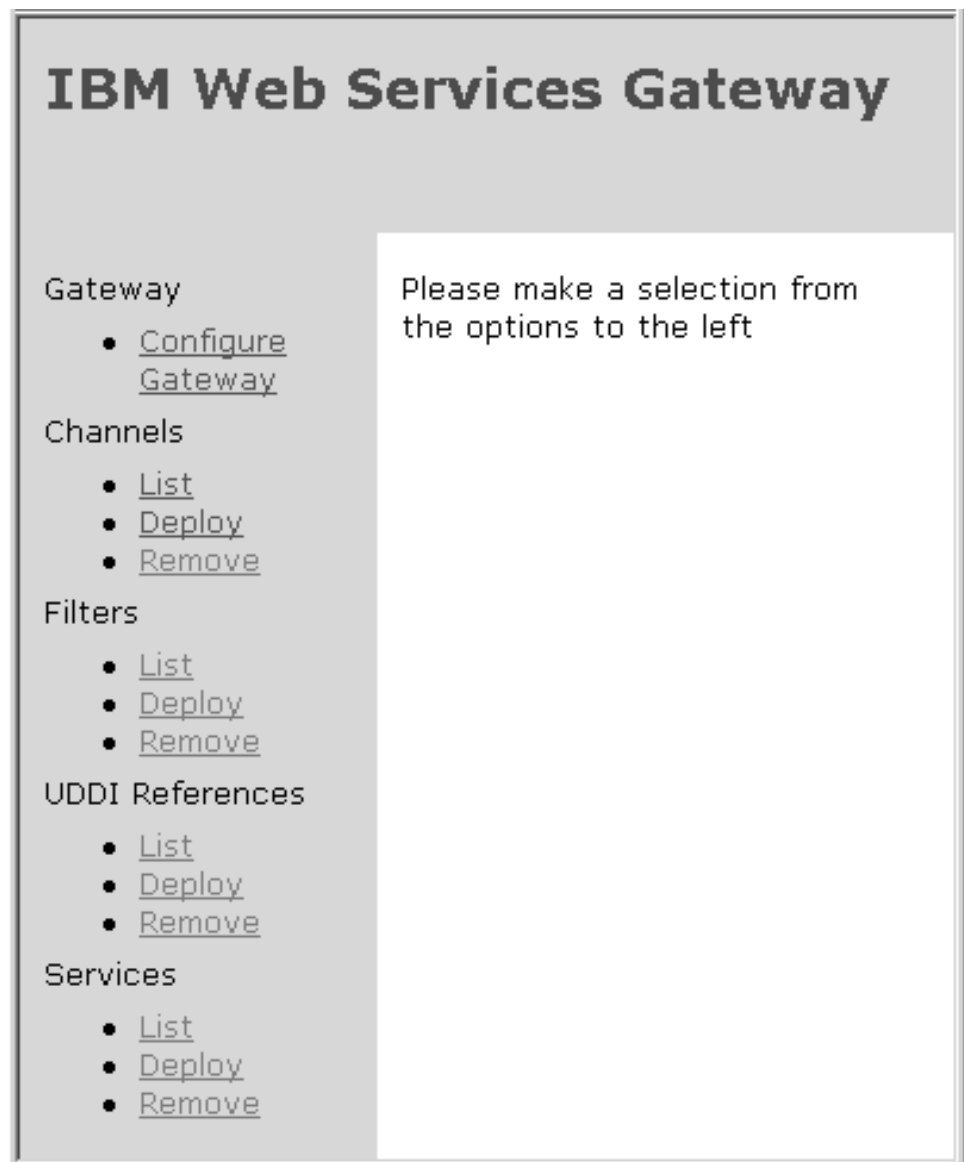 IBM Web Services Gateway
Gateway
Configure
Gateway
Channels
List
Deploy
Remove
Filters
List
Deploy
Remove
UDDI References
List
Deploy
Remove
Services
List
Deploy
Remove
Please make a selection from
the options to the left